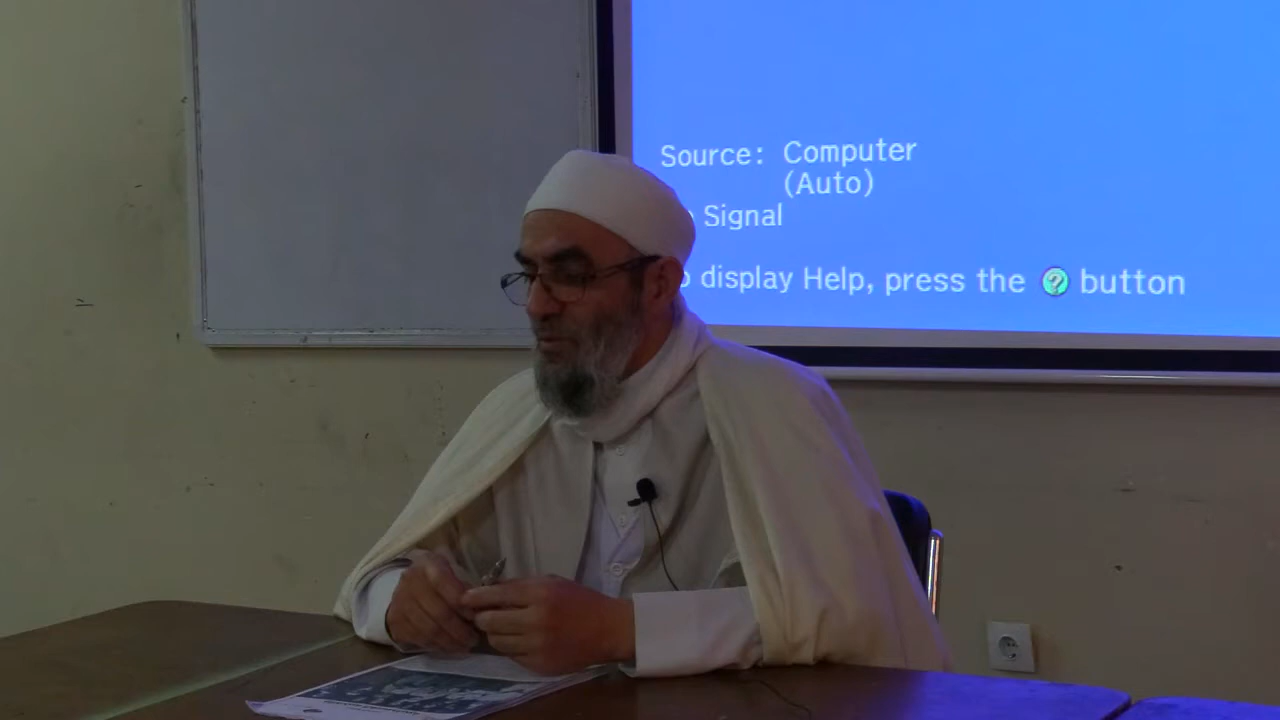 Source: Computer
(Auto)
Signal
display Help, press the ? button